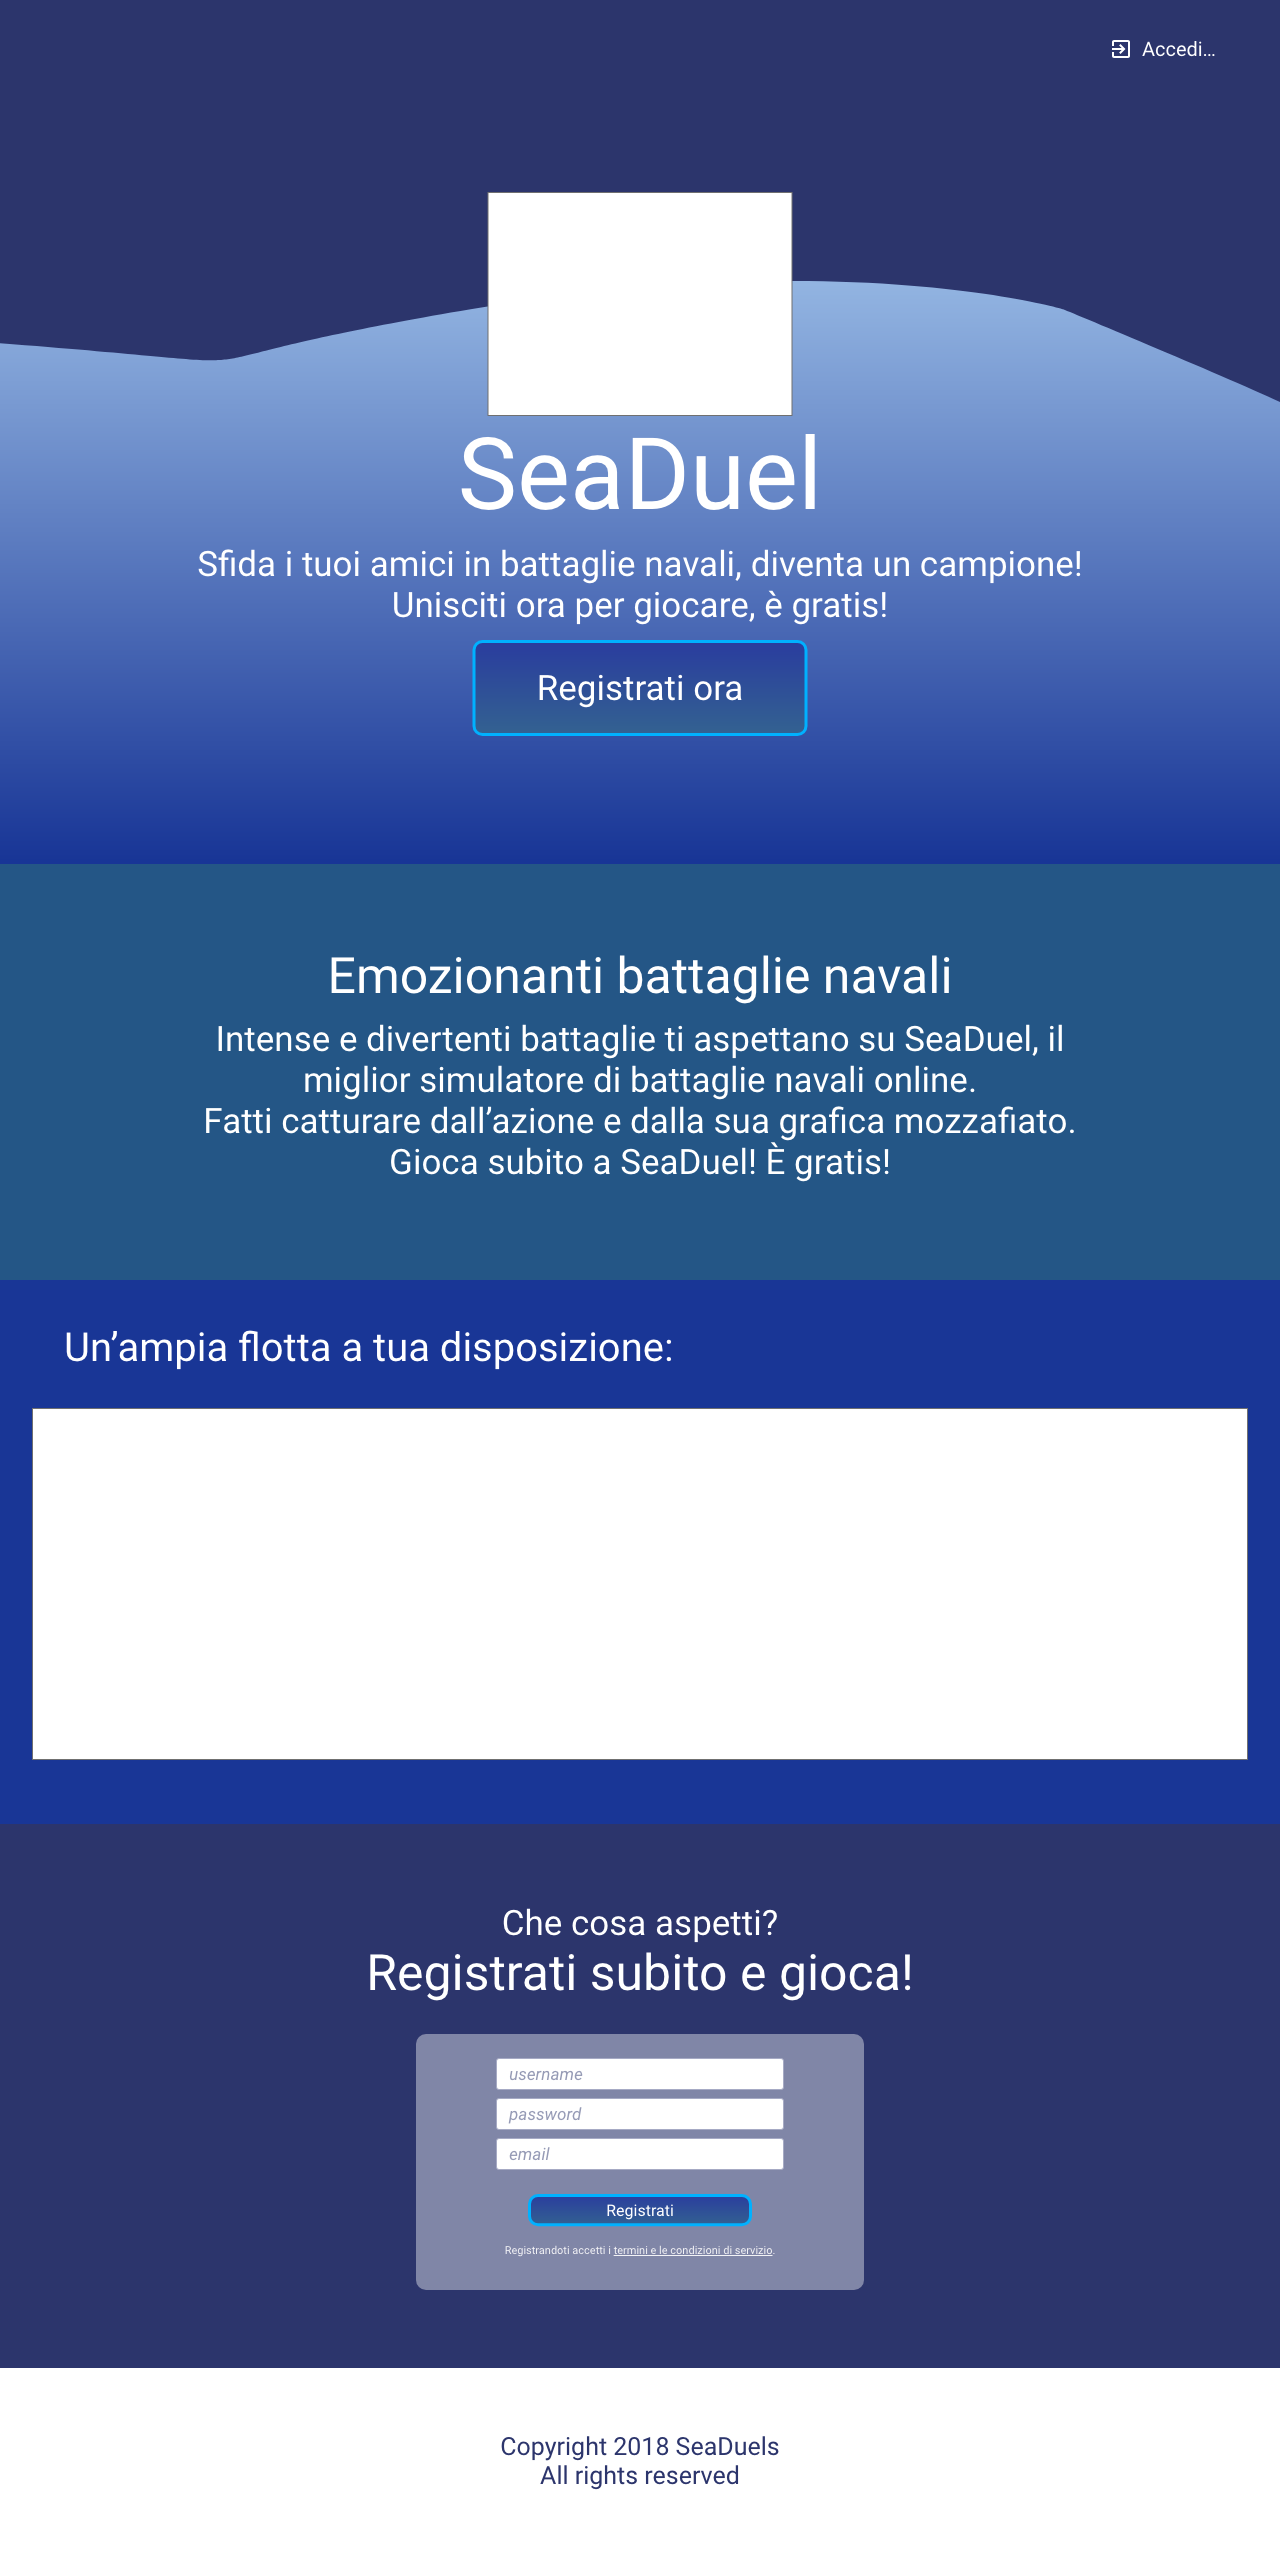 Accedi...
SeaDuel
Sfida i tuoi amici in battaglie navali, diventa un campione!
Unisciti ora per giocare, è gratis!
Registrati ora
Emozionanti battaglie navali
Intense e divertenti battaglie ti aspettano su SeaDuel, il
miglior simulatore di battaglie navali online.
Fatti catturare dall’azione e dalla sua grafica mozzafiato.
Gioca subito a SeaDuel! È gratis!
Un’ampia flotta a tua disposizione:
Che cosa aspetti?
Registrati subito e gioca!
username
password
email
Registrati
Registrandoti accetti i termini e le condizioni di servizio.
Copyright 2018 SeaDuels
All rights reserved